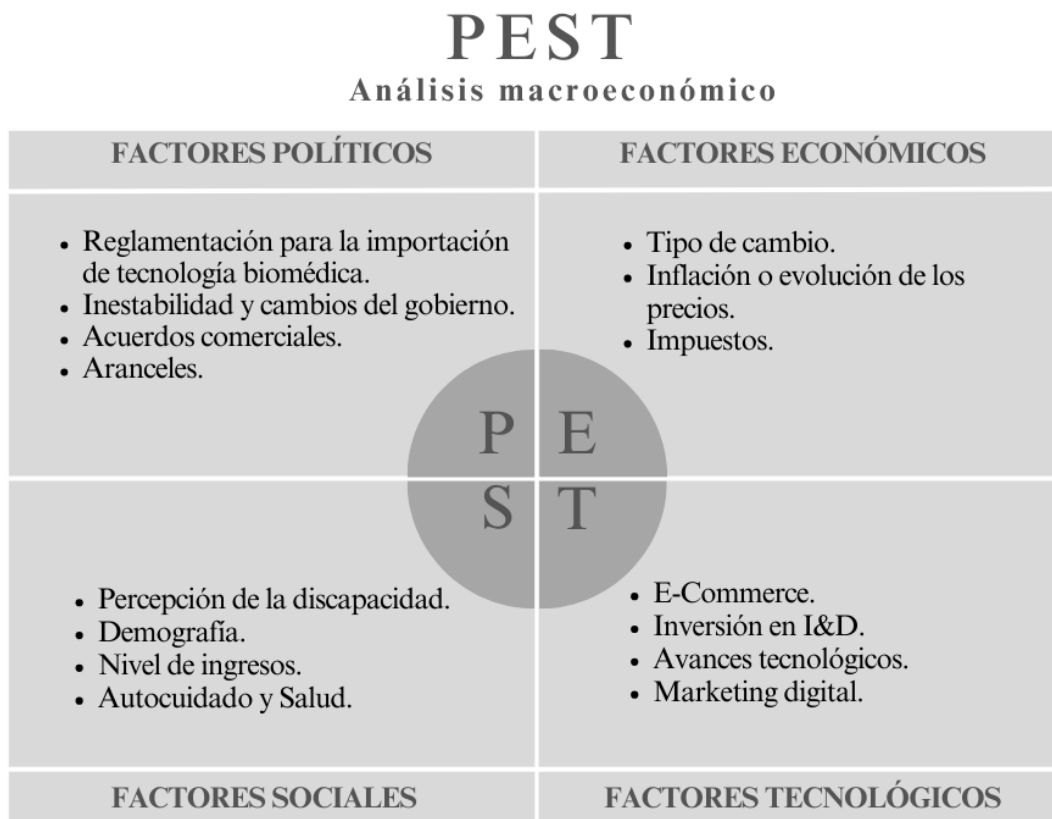 PEST
Análisis macroeconómico
FACTORES POLÍTICOS
• Reglamentación para la importación
de tecnología biomédica.
• Inestabilidad y cambios del gobierno.
• Acuerdos comerciales.
• Aranceles.
FACTORES ECONÓMICOS
• Tipo de cambio.
• Inflación o evolución de los
precios.
• Impuestos.
P E
S T
• Percepción de la discapacidad.
• Demografía.
• Nivel de ingresos.
• Autocuidado y Salud.
FACTORES SOCIALES
• E-Commerce.
• Inversión en I&D.
• Avances tecnológicos.
• Marketing digital.
FACTORES TECNOLÓGICOS